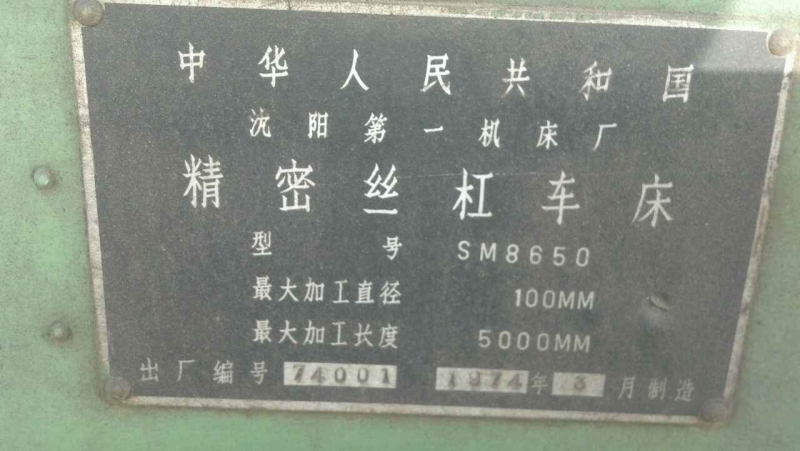 中华人民共和国
沈阳第一机床厂
精密丝杠车床
型号 SM8650
最大加工直径 100MM
最大加工长度 5000MM
出厂编号 74001 1974年3月制造